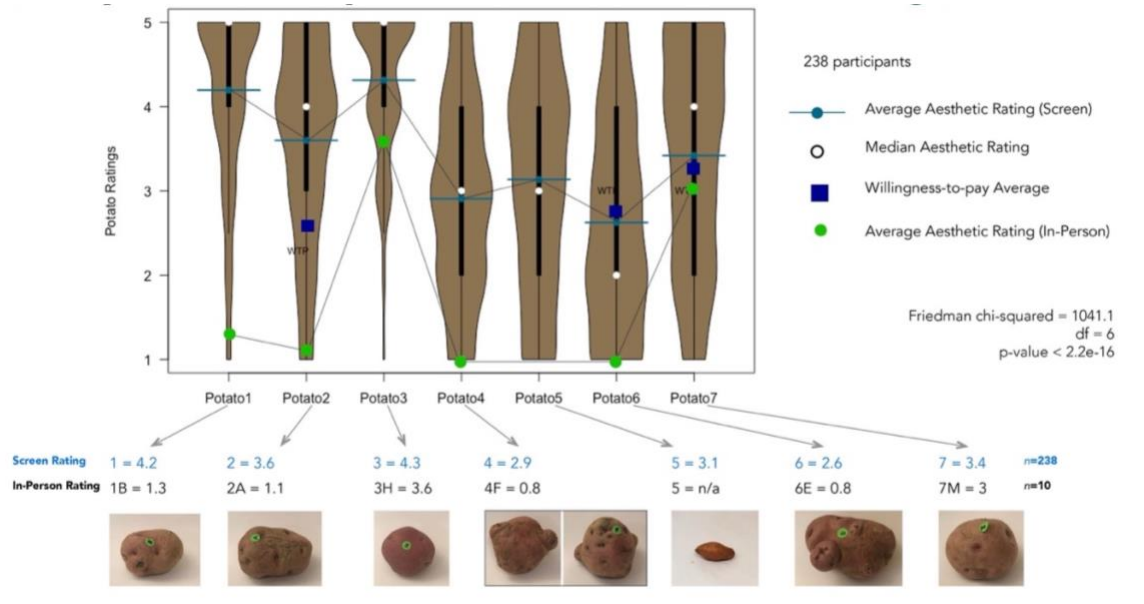 5
4
3
2
1
Potato Ratings
WTP
WTP
WT
Potato1
Potato2
Potato3
Potato4
Potato5
Potato6
Potato7
238 participants
Average Aesthetic Rating (Screen)
Median Aesthetic Rating
Willingness-to-pay Average
Average Aesthetic Rating (In-Person)
Friedman chi-squared = 1041.1
df = 6
p-value < 2.2e-16
Screen Rating 1 = 4.2 2 = 3.6 3 = 4.3 4 = 2.9 5 = 3.1 6 = 2.6 7 = 3.4 n=238
In-Person Rating 1B = 1.3 2A = 1.1 3H = 3.6 4F = 0.8 5 = n/a 6E = 0.8 7M = 3 n=10